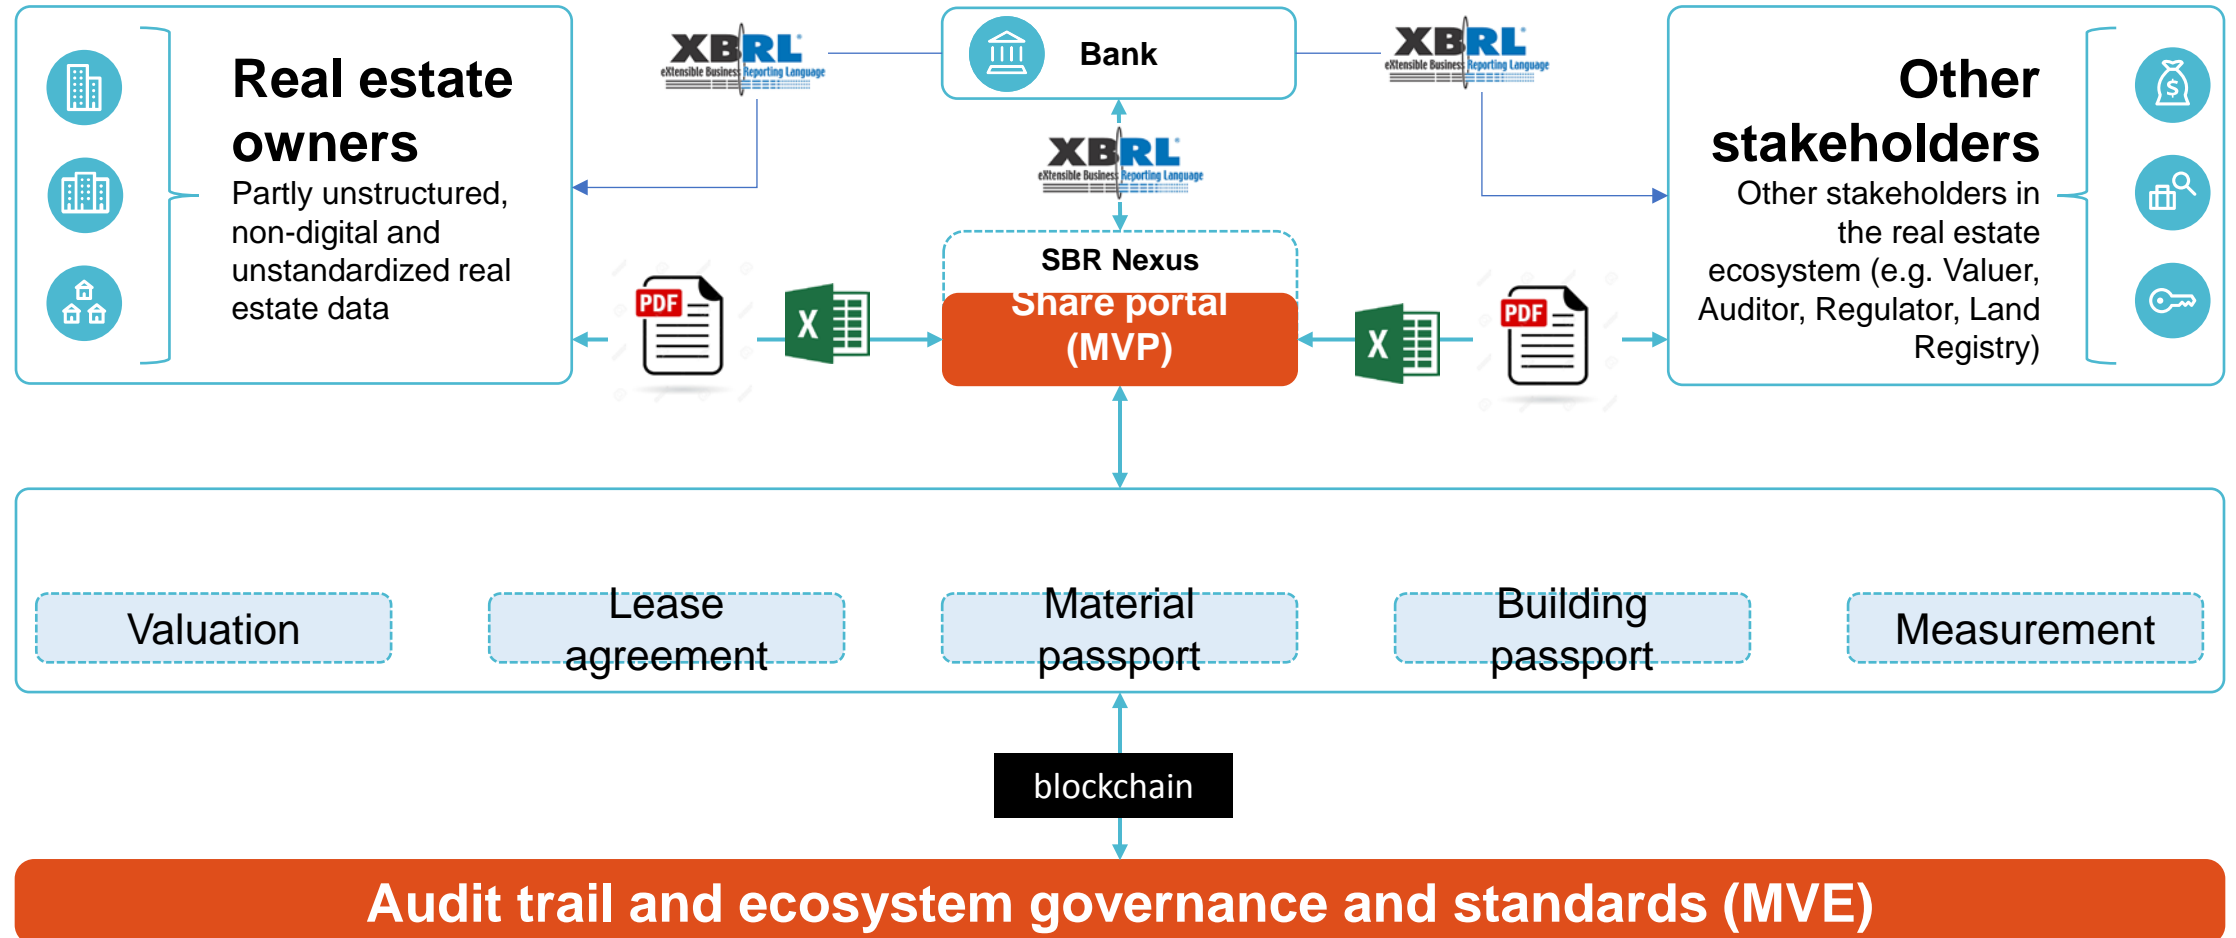 Real estate
owners
Partly unstructured,
non-digital and
unstandardized real
estate data
XBRL
eXtensible Business Reporting Language
Bank
XBRL
eXtensible Business Reporting Language
Other
stakeholders
Other stakeholders in
the real estate
ecosystem (e.g. Valuer,
Auditor, Regulator, Land
Registry)
XBRL
eXtensible Business Reporting Language
SBR Nexus
Share portal
(MVP)
PDF
X
X
PDF
Valuation
Lease
agreement
Material
passport
Building
passport
Measurement
blockchain
Audit trail and ecosystem governance and standards (MVE)